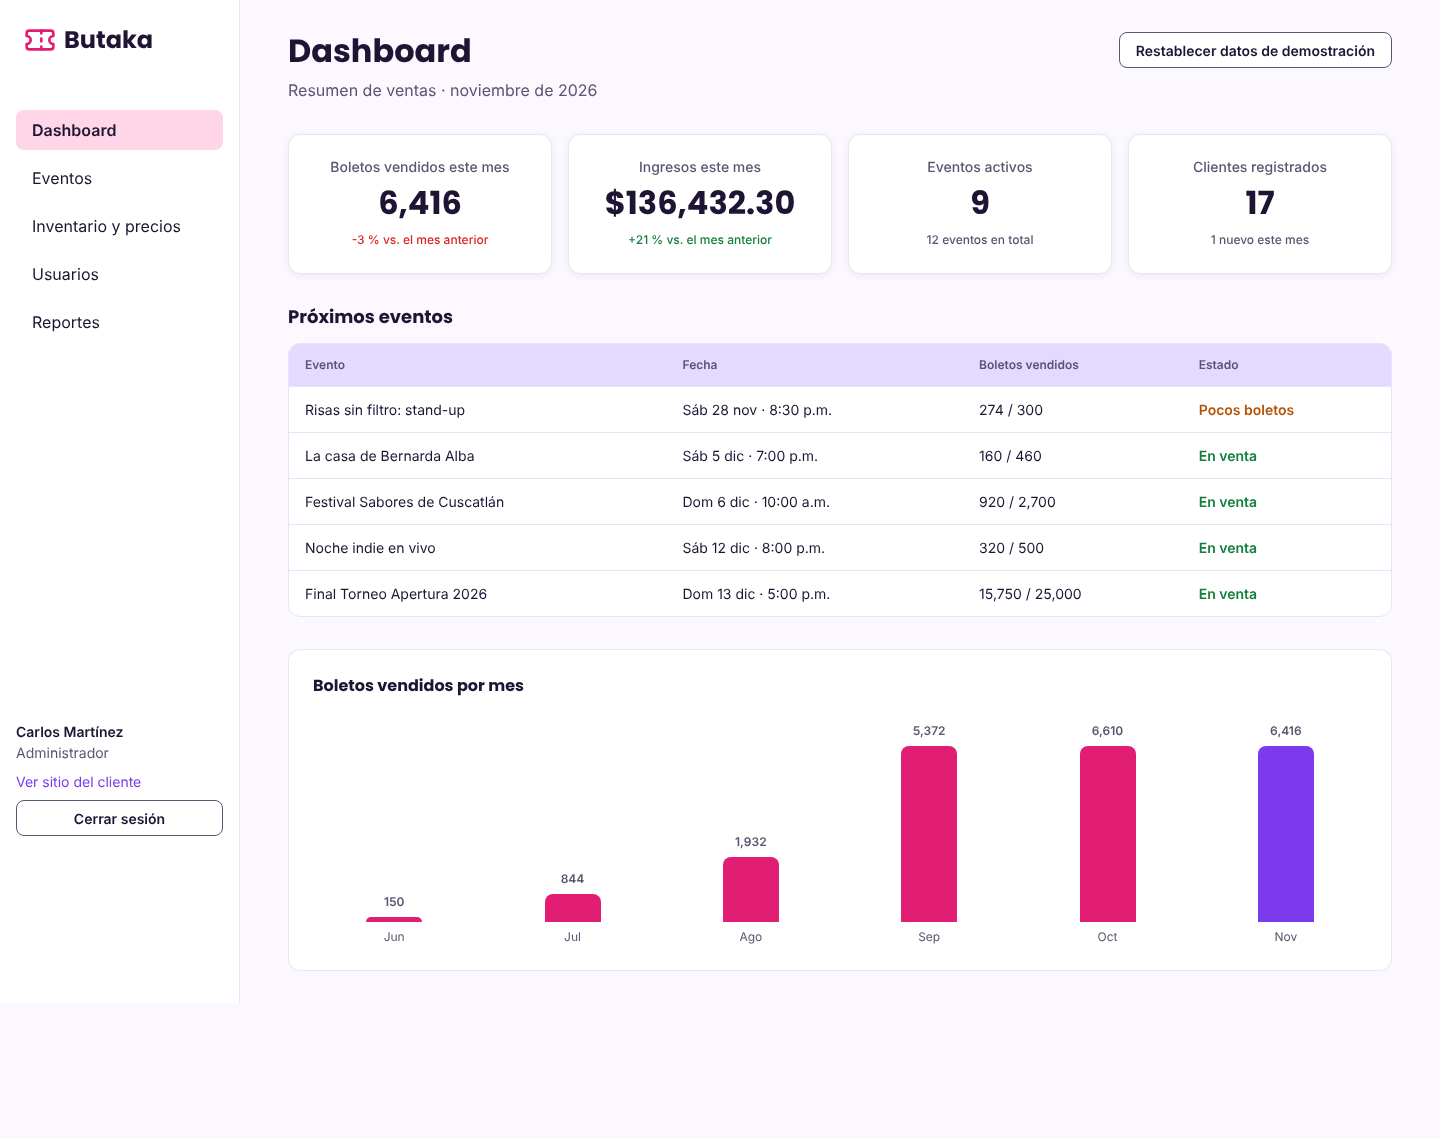 Butaka
Dashboard
Eventos
Inventario y precios
Usuarios
Reportes
Carlos Martínez
Administrador
Ver sitio del cliente
Cerrar sesión
Dashboard
Resumen de ventas · noviembre de 2026
Restablecer datos de demostración
Boletos vendidos este mes
6,416
-3 % vs. el mes anterior
Ingresos este mes
$136,432.30
+21 % vs. el mes anterior
Eventos activos
9
12 eventos en total
Clientes registrados
17
1 nuevo este mes
Próximos eventos
Evento Fecha Boletos vendidos Estado
Risas sin filtro: stand-up Sáb 28 nov · 8:30 p.m. 274 / 300 Pocos boletos
La casa de Bernarda Alba Sáb 5 dic · 7:00 p.m. 160 / 460 En venta
Festival Sabores de Cuscatlán Dom 6 dic · 10:00 a.m. 920 / 2,700 En venta
Noche indie en vivo Sáb 12 dic · 8:00 p.m. 320 / 500 En venta
Final Torneo Apertura 2026 Dom 13 dic · 5:00 p.m. 15,750 / 25,000 En venta
Boletos vendidos por mes
150 844 1,932 5,372 6,610 6,416
Jun Jul Ago Sep Oct Nov